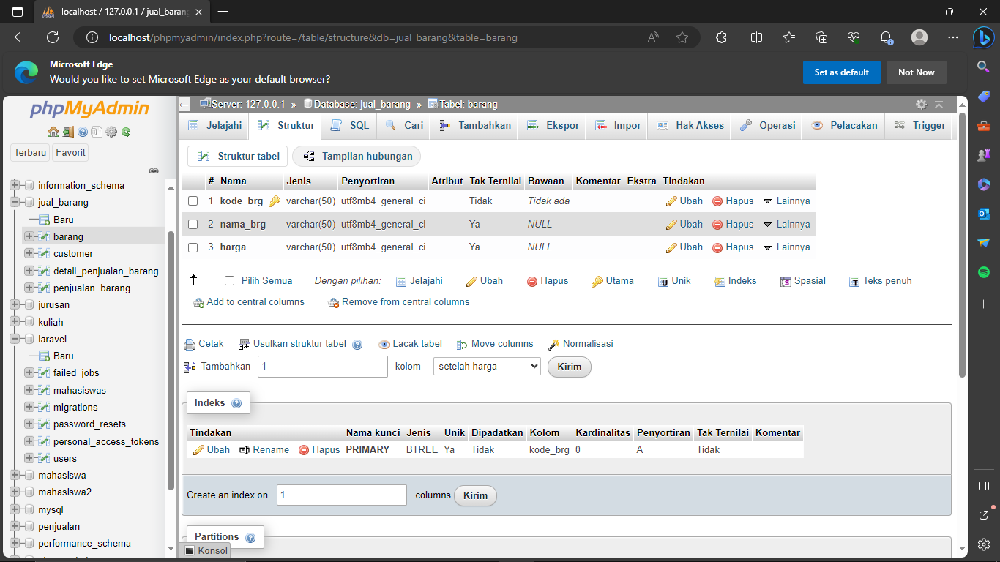 localhost / 127.0.0.1 / jual_barang
localhost/phpmyadmin/index.php?route=/table/structure&db=jual_barang&table=barang
Microsoft Edge
Would you like to set Microsoft Edge as your default browser?
Set as default
Not Now
phpMyAdmin
Terbaru Favorit
information_schema
jual_barang
Baru
barang
customer
detail_penjualan_barang
penjualan_barang
jurusan
kuliah
laravel
Baru
failed_jobs
mahasiswas
migrations
password_resets
personal_access_tokens
users
mahasiswa
mahasiswa2
mysql
penjualan
performance_schema
Server: 127.0.0.1 » Database: jual_barang » Tabel: barang
Jelajahi Struktur SQL Cari Tambahkan Ekspor Impor Hak Akses Operasi Pelacakan Trigger
Struktur tabel Tampilan hubungan
# Nama Jenis Penyortiran Atribut Tak Ternilai Bawaan Komentar Ekstra Tindakan
1 kode_brg varchar(50) utf8mb4_general_ci Tidak Tidak ada Ubah Hapus Lainnya
2 nama_brg varchar(50) utf8mb4_general_ci Ya NULL Ubah Hapus Lainnya
3 harga varchar(50) utf8mb4_general_ci Ya NULL Ubah Hapus Lainnya
Pilih Semua Dengan pilihan: Jelajahi Ubah Hapus Utama Unik Indeks Spasial Teks penuh
Add to central columns Remove from central columns
Cetak Usulkan struktur tabel Lacak tabel Move columns Normalisasi
Tambahkan 1 kolom setelah harga Kirim
Indeks
Tindakan Nama kunci Jenis Unik Dipadatkan Kolom Kardinalitas Penyortiran Tak Ternilai Komentar
Ubah Rename Hapus PRIMARY BTREE Ya Tidak kode_brg 0 A Tidak
Create an index on 1 columns Kirim
Partitions
Konsol